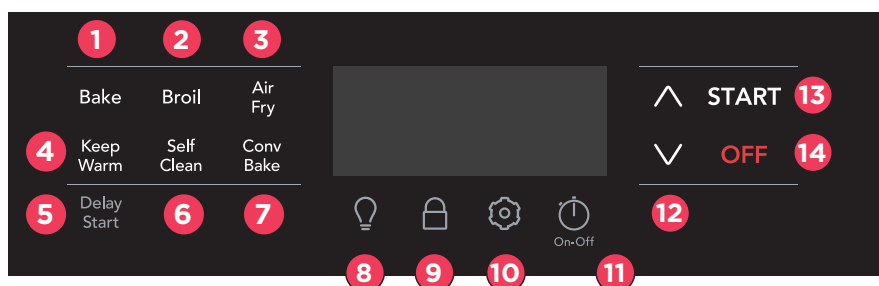 1 2 3
Bake Broil Air Fry START 13
4 Keep Warm Self Clean Conv Bake OFF 14
5 Delay Start 6 7 12
On-Off
8 9 10 11